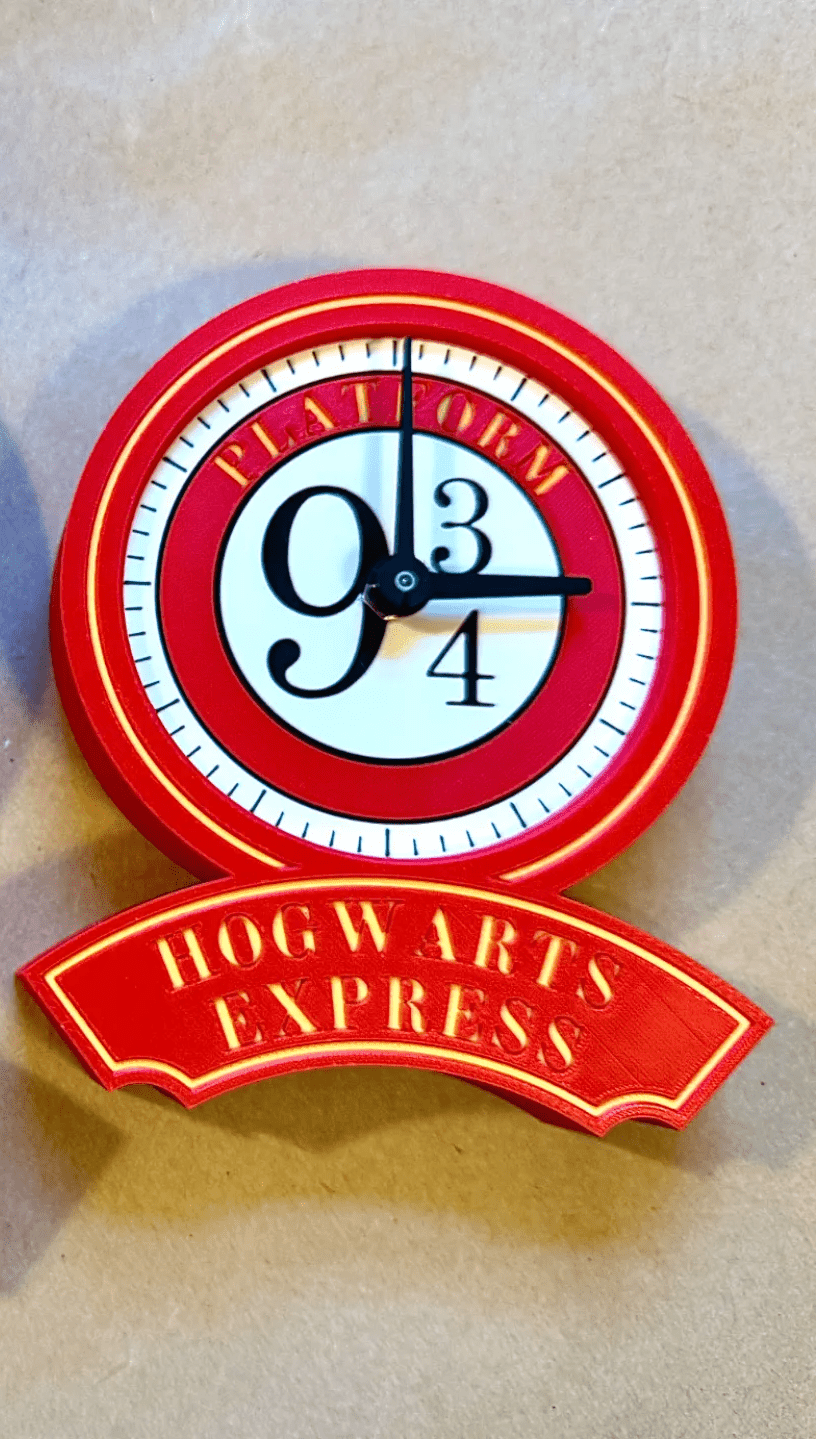 PLATFORM
9 3/4
HOGWARTS
EXPRESS